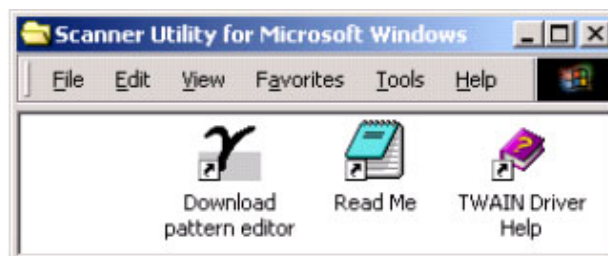 Scanner Utility for Microsoft Windows
File Edit View Favorites Tools Help
Download
pattern editor
Read Me
TWAIN Driver
Help